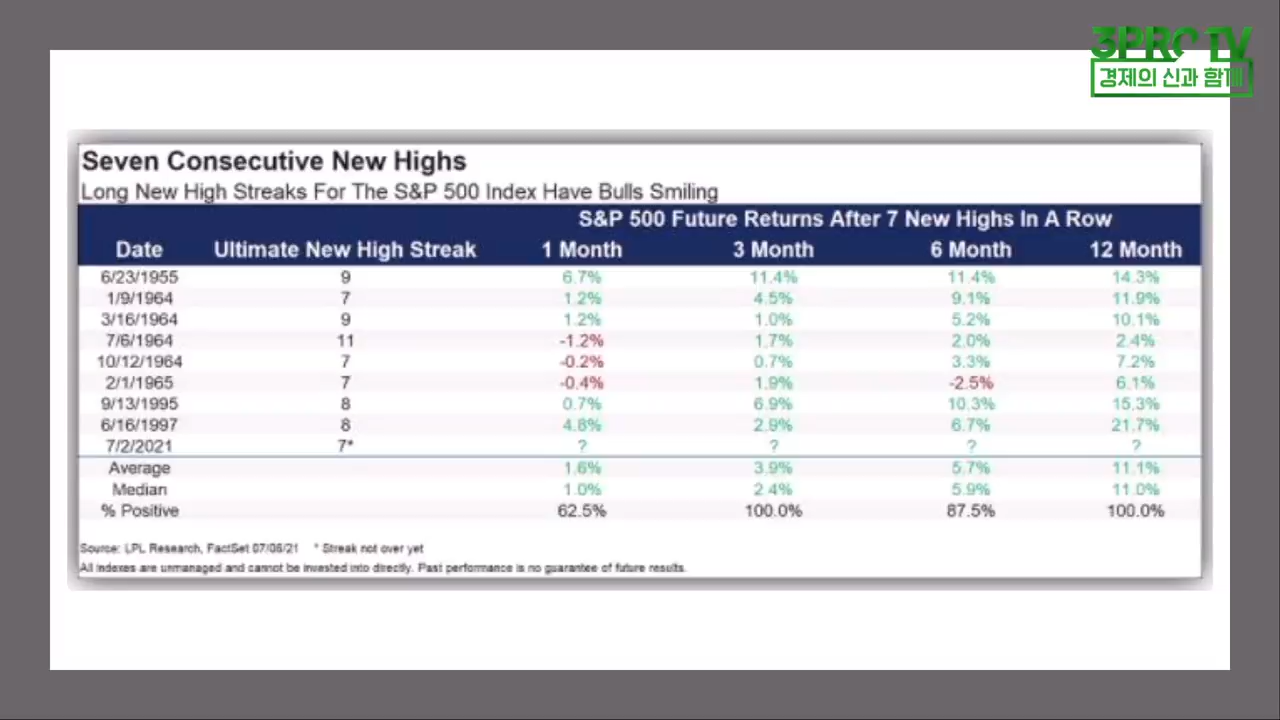 3PRO TV
경제의 신과 함께
Seven Consecutive New Highs
Long New High Streaks For The S&P 500 Index Have Bulls Smiling
S&P 500 Future Returns After 7 New Highs In A Row
Date Ultimate New High Streak 1 Month 3 Month 6 Month 12 Month
6/23/1955 9 6.7% 11.4% 11.4% 14.3%
1/9/1964 7 1.2% 4.5% 9.1% 11.9%
3/16/1964 9 1.2% 1.0% 5.2% 10.1%
7/6/1964 11 -1.2% 1.7% 2.0% 2.4%
10/12/1964 7 -0.2% 0.7% 3.3% 7.2%
2/1/1965 7 -0.4% 1.9% -2.5% 6.1%
9/13/1995 8 0.7% 6.9% 10.3% 15.3%
6/16/1997 8 4.8% 2.9% 6.7% 21.7%
7/2/2021 7* ? ? ? ?
Average 1.6% 3.9% 5.7% 11.1%
Median 1.0% 2.4% 5.9% 11.0%
% Positive 62.5% 100.0% 87.5% 100.0%
Source: LPL Research, FactSet 07/06/21 * Streak not over yet
All indexes are unmanaged and cannot be invested into directly. Past performance is no guarantee of future results.